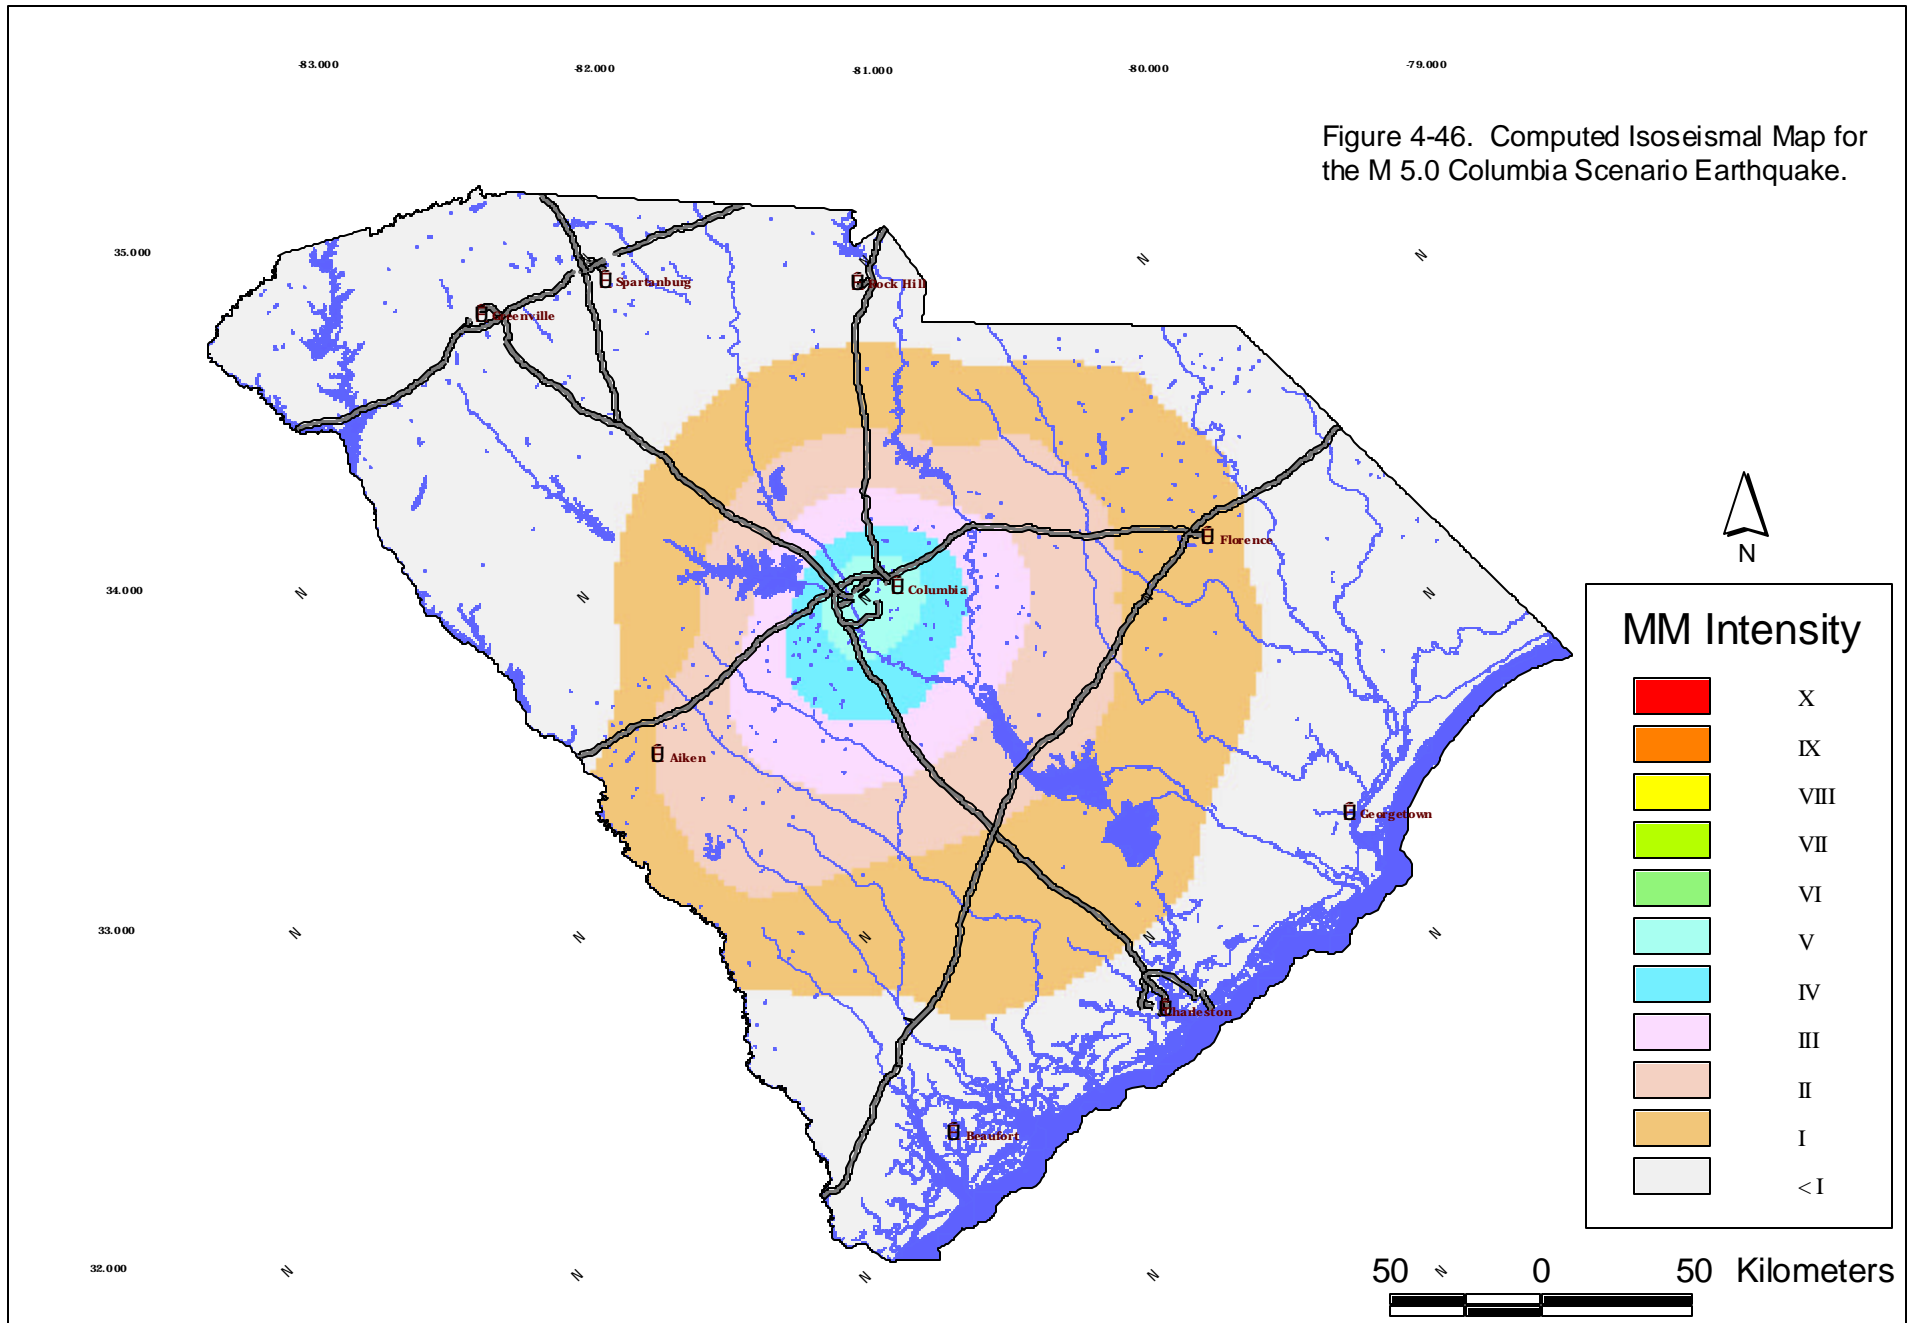 -83.000
-82.000
-81.000
-80.000
-79.000
Figure 4-46. Computed Isoseismal Map for
the M 5.0 Columbia Scenario Earthquake.
35.000
N
N
N
Spartanburg
Rock Hill
Greenville
Florence
N
Columbia
34.000
N
N
N
N
MM Intensity
X
IX
VIII
VII
VI
V
IV
III
II
I
< I
Aiken
Georgetown
33.000
N
N
N
N
N
Charleston
Beaufort
32.000
N
N
N
N
N
50
0
50
Kilometers